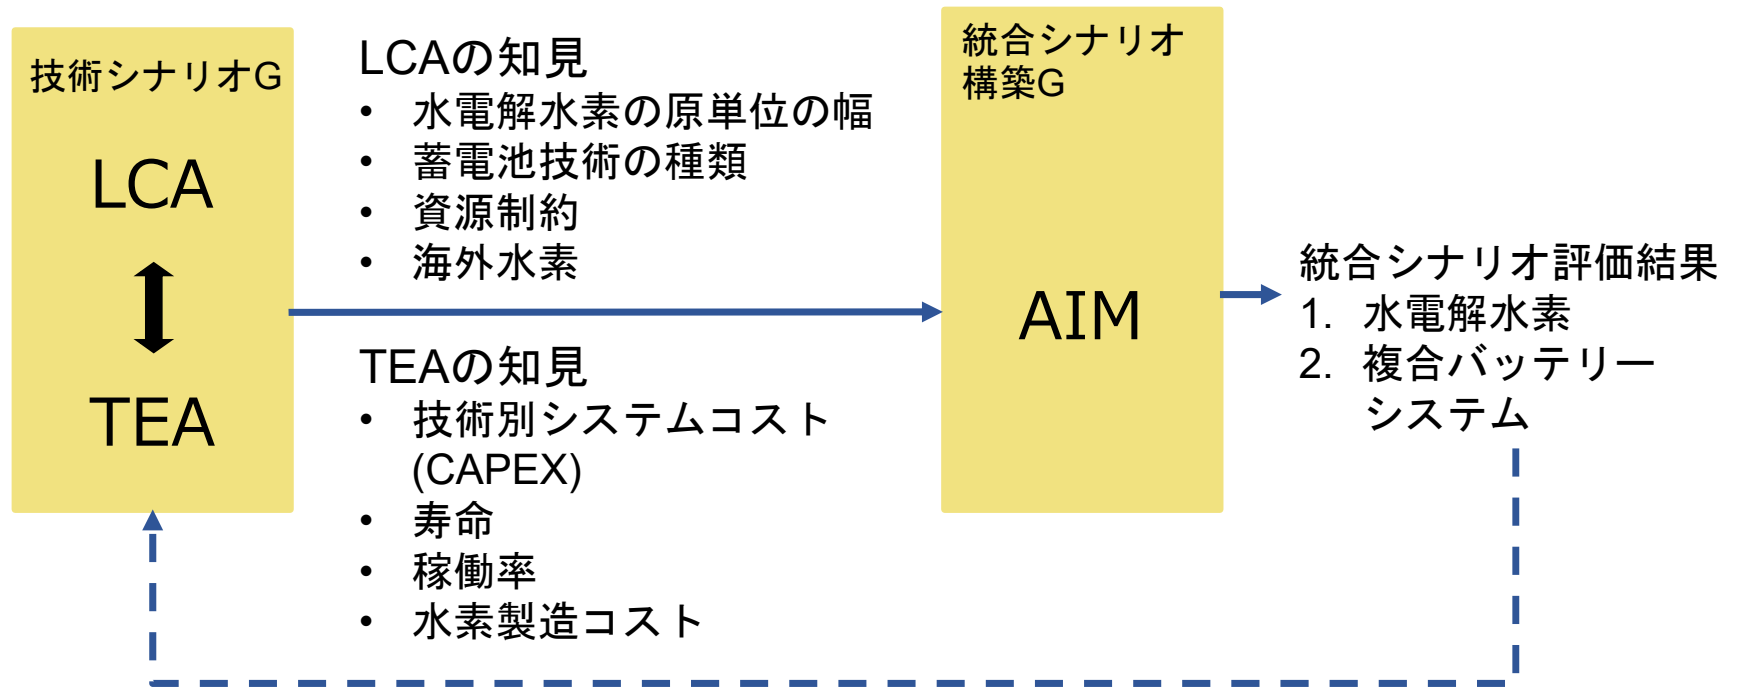 技術シナリオG
LCA
TEA
LCAの知見
• 水電解水素の原単位の幅
• 蓄電池技術の種類
• 資源制約
• 海外水素
TEAの知見
• 技術別システムコスト
(CAPEX)
• 寿命
• 稼働率
• 水素製造コスト
統合シナリオ
構築G
AIM
統合シナリオ評価結果
1. 水電解水素
2. 複合バッテリー
システム